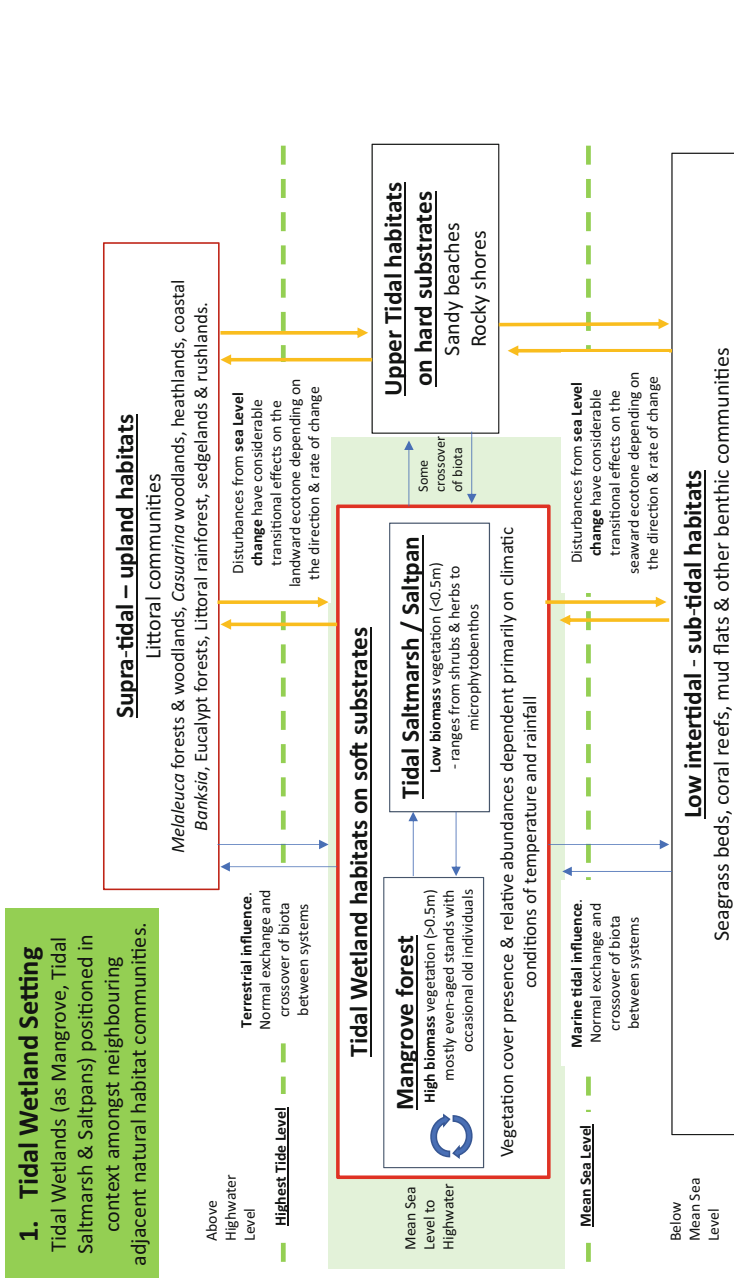 1. Tidal Wetland Setting
Tidal Wetlands (as Mangrove, Tidal
Saltmarsh & Saltpans) positioned in
context amongst neighbouring
adjacent natural habitat communities.
Above
Highwater
Level
Highest Tide Level
Supra-tidal – upland habitats
Littoral communities
Melaleuca forests & woodlands, Casuarina woodlands, heathlands, coastal
Banksia, Eucalypt forests, Littoral rainforest, sedgelands & rushlands.
Terrestrial influence.
Normal exchange and
crossover of biota
between systems
Disturbances from sea Level
change have considerable
transitional effects on the
landward ecotone depending on
the direction & rate of change
Mean Sea
Level to
Highwater
Tidal Wetland habitats on soft substrates
Mangrove forest
High biomass vegetation (>0.5m)
mostly even-aged stands with
occasional old individuals
Tidal Saltmarsh / Saltpan
Low biomass vegetation (<0.5m)
- ranges from shrubs & herbs to
microphytobenthos
Vegetation cover presence & relative abundances dependent primarily on climatic
conditions of temperature and rainfall
Some
crossover
of biota
Upper Tidal habitats
on hard substrates
Sandy beaches
Rocky shores
Mean Sea Level
Marine tidal influence.
Normal exchange and
crossover of biota
between systems
Disturbances from sea Level
change have considerable
transitional effects on the
seaward ecotone depending on
the direction & rate of change
Below
Mean Sea
Level
Low intertidal - sub-tidal habitats
Seagrass beds, coral reefs, mud flats & other benthic communities